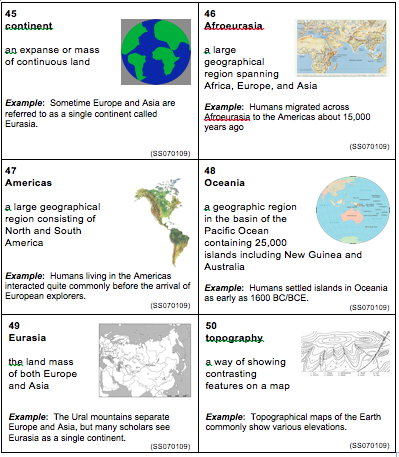 45
continent
an expanse or mass
of continuous land
Example: Sometime Europe and Asia are
referred to as a single continent called
Eurasia.
(SS070109)
46
Afroeurasia
a large
geographical
region spanning
Africa, Europe, and Asia
Example: Humans migrated across
Afroeurasia to the Americas about 15,000
years ago
(SS070109)
47
Americas
a large geographical
region consisting of
North and South
America
Example: Humans living in the Americas
interacted quite commonly before the arrival of
European explorers.
(SS070109)
48
Oceania
a geographic region
in the basin of the
Pacific Ocean
containing 25,000
islands including New Guinea and
Australia
Example: Humans settled islands in Oceania
as early as 1600 BC/BCE.
(SS070109)
49
Eurasia
the land mass
of both Europe
and Asia
Example: The Ural mountains separate
Europe and Asia, but many scholars see
Eurasia as a single continent.
(SS070109)
50
topography
a way of showing
contrasting
features on a map
Example: Topographical maps of the Earth
commonly show various elevations.
(SS070109)